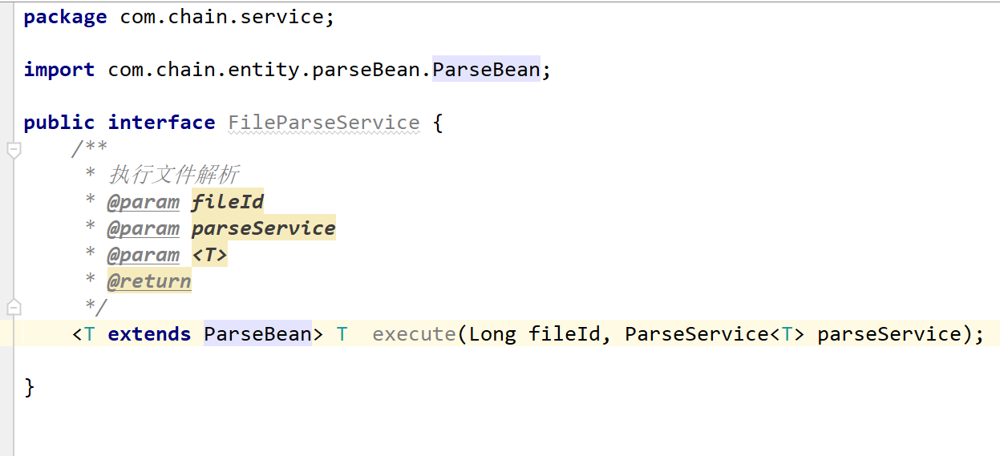 package com.chain.service;
import com.chain.entity.parseBean.ParseBean;
public interface FileParseService {
/**
* 执行文件解析
* @param fileId
* @param parseService
* @param <T>
* @return
*/
<T extends ParseBean> T  execute(Long fileId, ParseService<T> parseService);
}